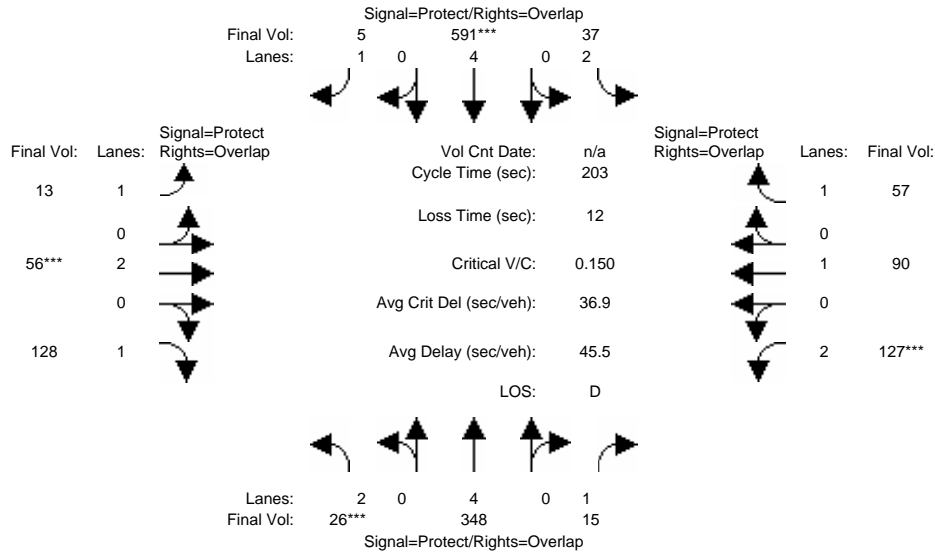 Signal=Protect/Rights=Overlap
Final Vol: 5 591*** 37
Lanes: 1 0 4 0 2
Signal=Protect Signal=Protect
Final Vol: Lanes: Rights=Overlap Vol Cnt Date: n/a Rights=Overlap Lanes: Final Vol:
Cycle Time (sec): 203
13 1 1 57
Loss Time (sec): 12
0 0
56*** 2 Critical V/C: 0.150 1 90
0 Avg Crit Del (sec/veh): 36.9 0
128 1 Avg Delay (sec/veh): 45.5 2 127***
LOS: D
Lanes: 2 0 4 0 1
Final Vol: 26*** 348 15
Signal=Protect/Rights=Overlap